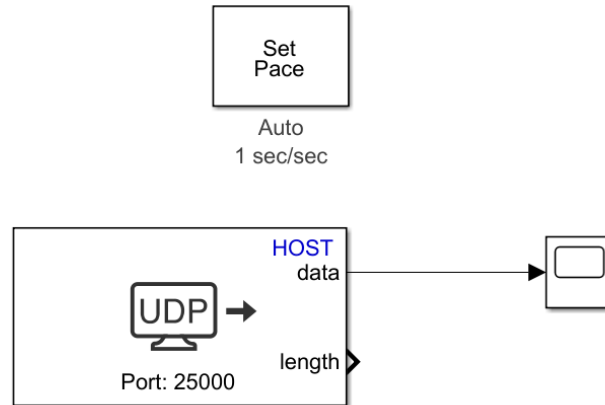 Set
Pace
Auto
1 sec/sec
HOST
data
UDP
length
Port: 25000